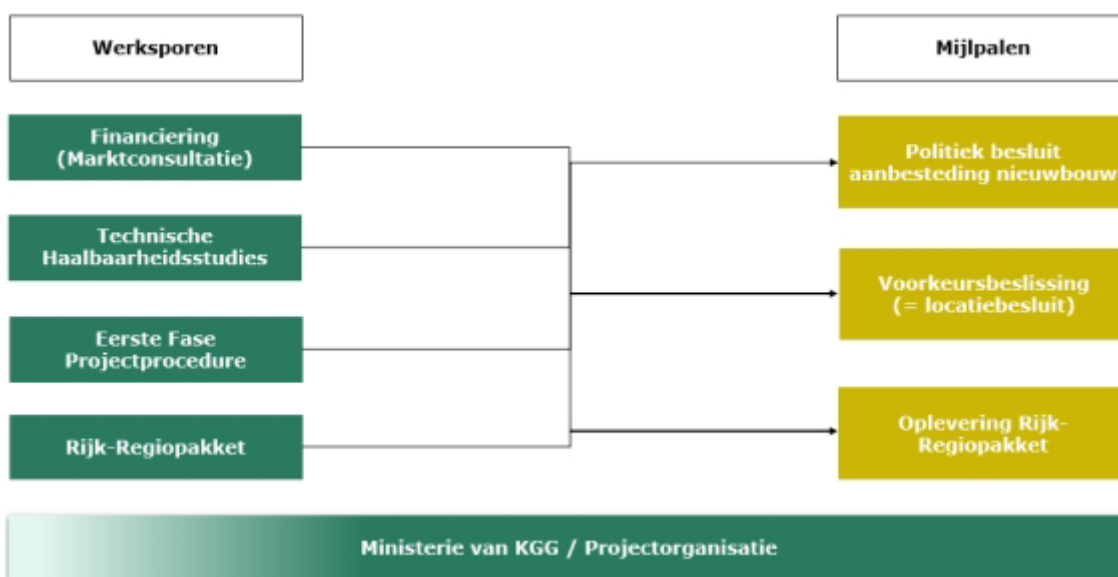 Werksporen
Mijlpalen
Financiering
(Marktconsultatie)
Technische
Haalbaarheidsstudies
Eerste Fase
Projectprocedure
Rijk-Regiopakket
Politiek besluit
aanbesteding nieuwbouw
Voorkeursbeslissing
(= locatiebesluit)
Oplevering Rijk-
Regiopakket
Ministerie van KGG / Projectorganisatie